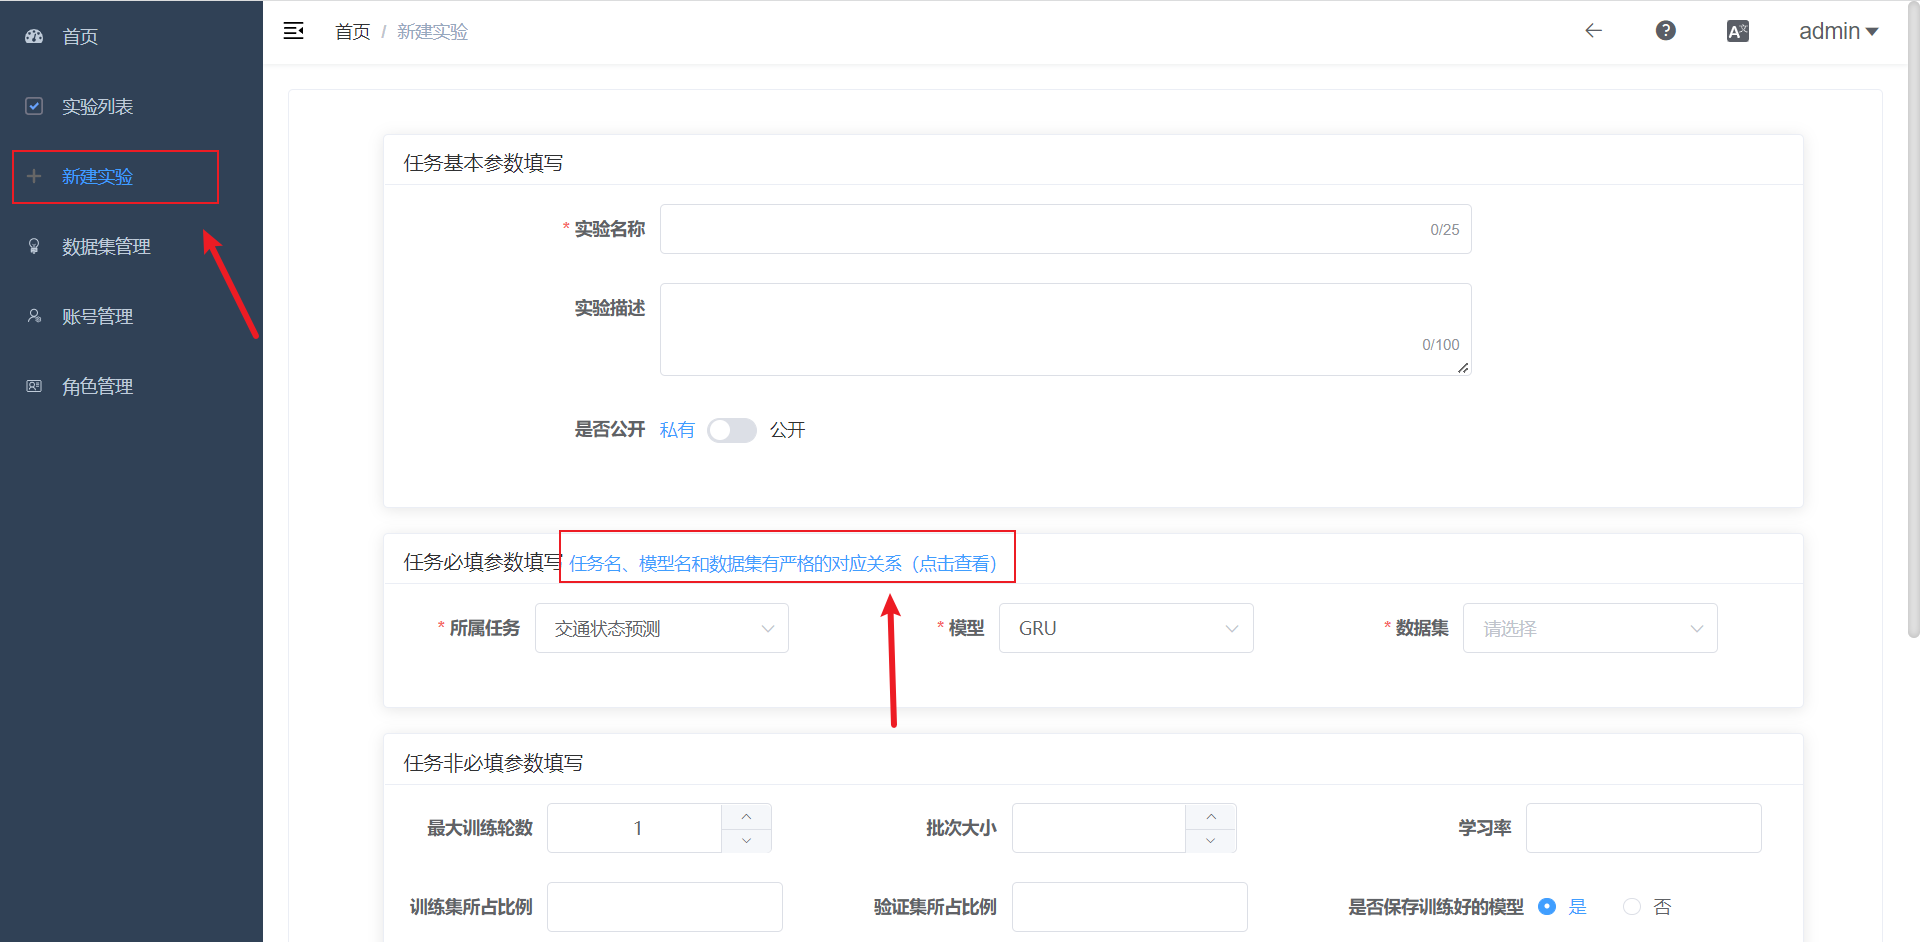 首页
实验列表
新建实验
数据集管理
账号管理
角色管理
首页 / 新建实验
admin
任务基本参数填写
* 实验名称
0/25
实验描述
0/100
是否公开 私有 公开
任务必填参数填写 任务名、模型名和数据集有严格的对应关系（点击查看）
* 所属任务 交通状态预测 * 模型 GRU * 数据集 请选择
任务非必填参数填写
最大训练轮数 1 批次大小 学习率
训练集所占比例 验证集所占比例 是否保存训练好的模型 是 否